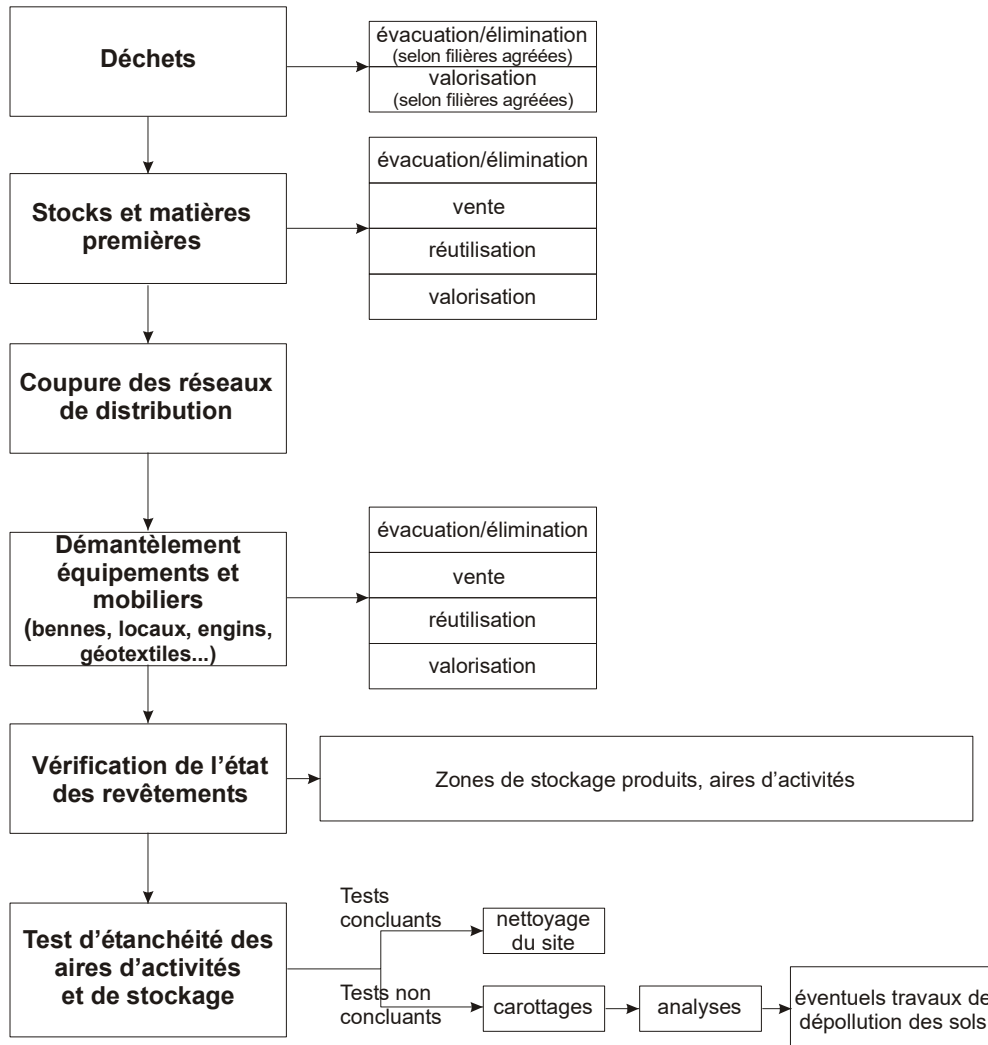 Déchets
évacuation/élimination
(selon filières agréées)
valorisation
(selon filières agréées)
Stocks et matières
premières
évacuation/élimination
vente
réutilisation
valorisation
Coupure des réseaux
de distribution
Démantèlement
équipements et
mobiliers
(bennes, locaux, engins,
géotextiles...)
évacuation/élimination
vente
réutilisation
valorisation
Vérification de l'état
des revêtements
Zones de stockage produits, aires d'activités
Test d'étanchéité des
aires d'activités
et de stockage
Tests
concluants
nettoyage
du site
Tests non
concluants
carottages
analyses
éventuels travaux de
dépollution des sols